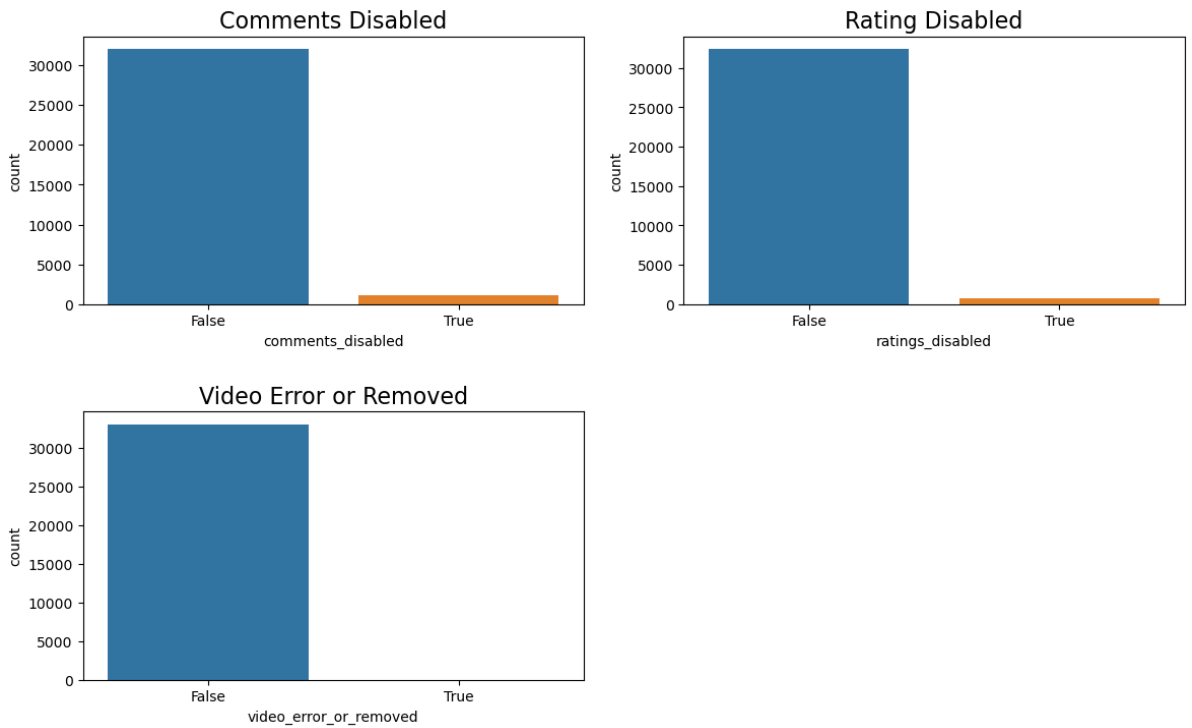 Comments Disabled
30000
25000
20000
15000
10000
5000
0
count
False True
comments_disabled
Rating Disabled
30000
25000
20000
15000
10000
5000
0
count
False True
ratings_disabled
Video Error or Removed
30000
25000
20000
15000
10000
5000
0
count
False True
video_error_or_removed